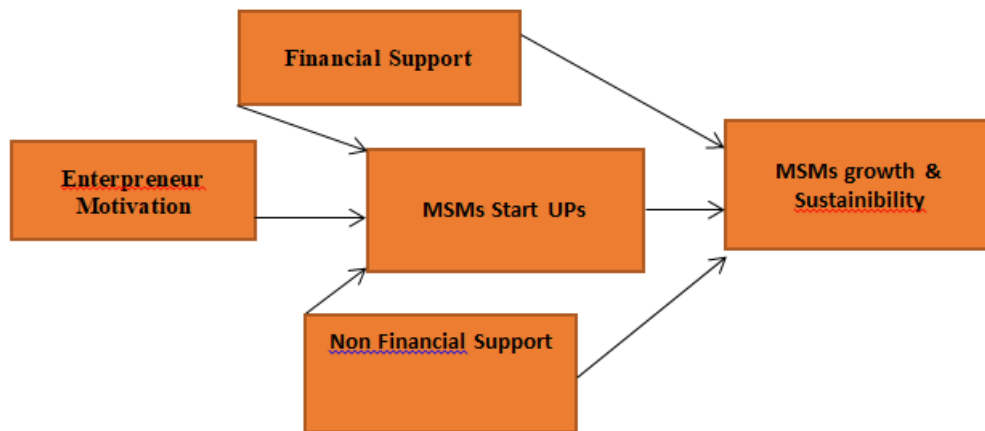 Financial Support
Enterpreneur
Motivation
MSMs Start UPs
MSMs growth &
Sustainibility
Non Financial Support